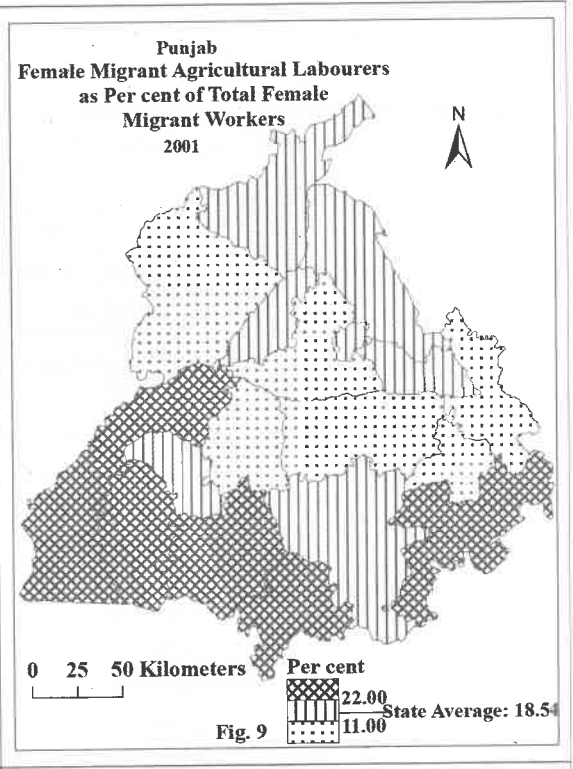 Punjab
Female Migrant Agricultural Labourers
as Per cent of Total Female
Migrant Workers
2001
N
0 25 50 Kilometers
Per cent
22.00
State Average: 18.54
11.00
Fig. 9